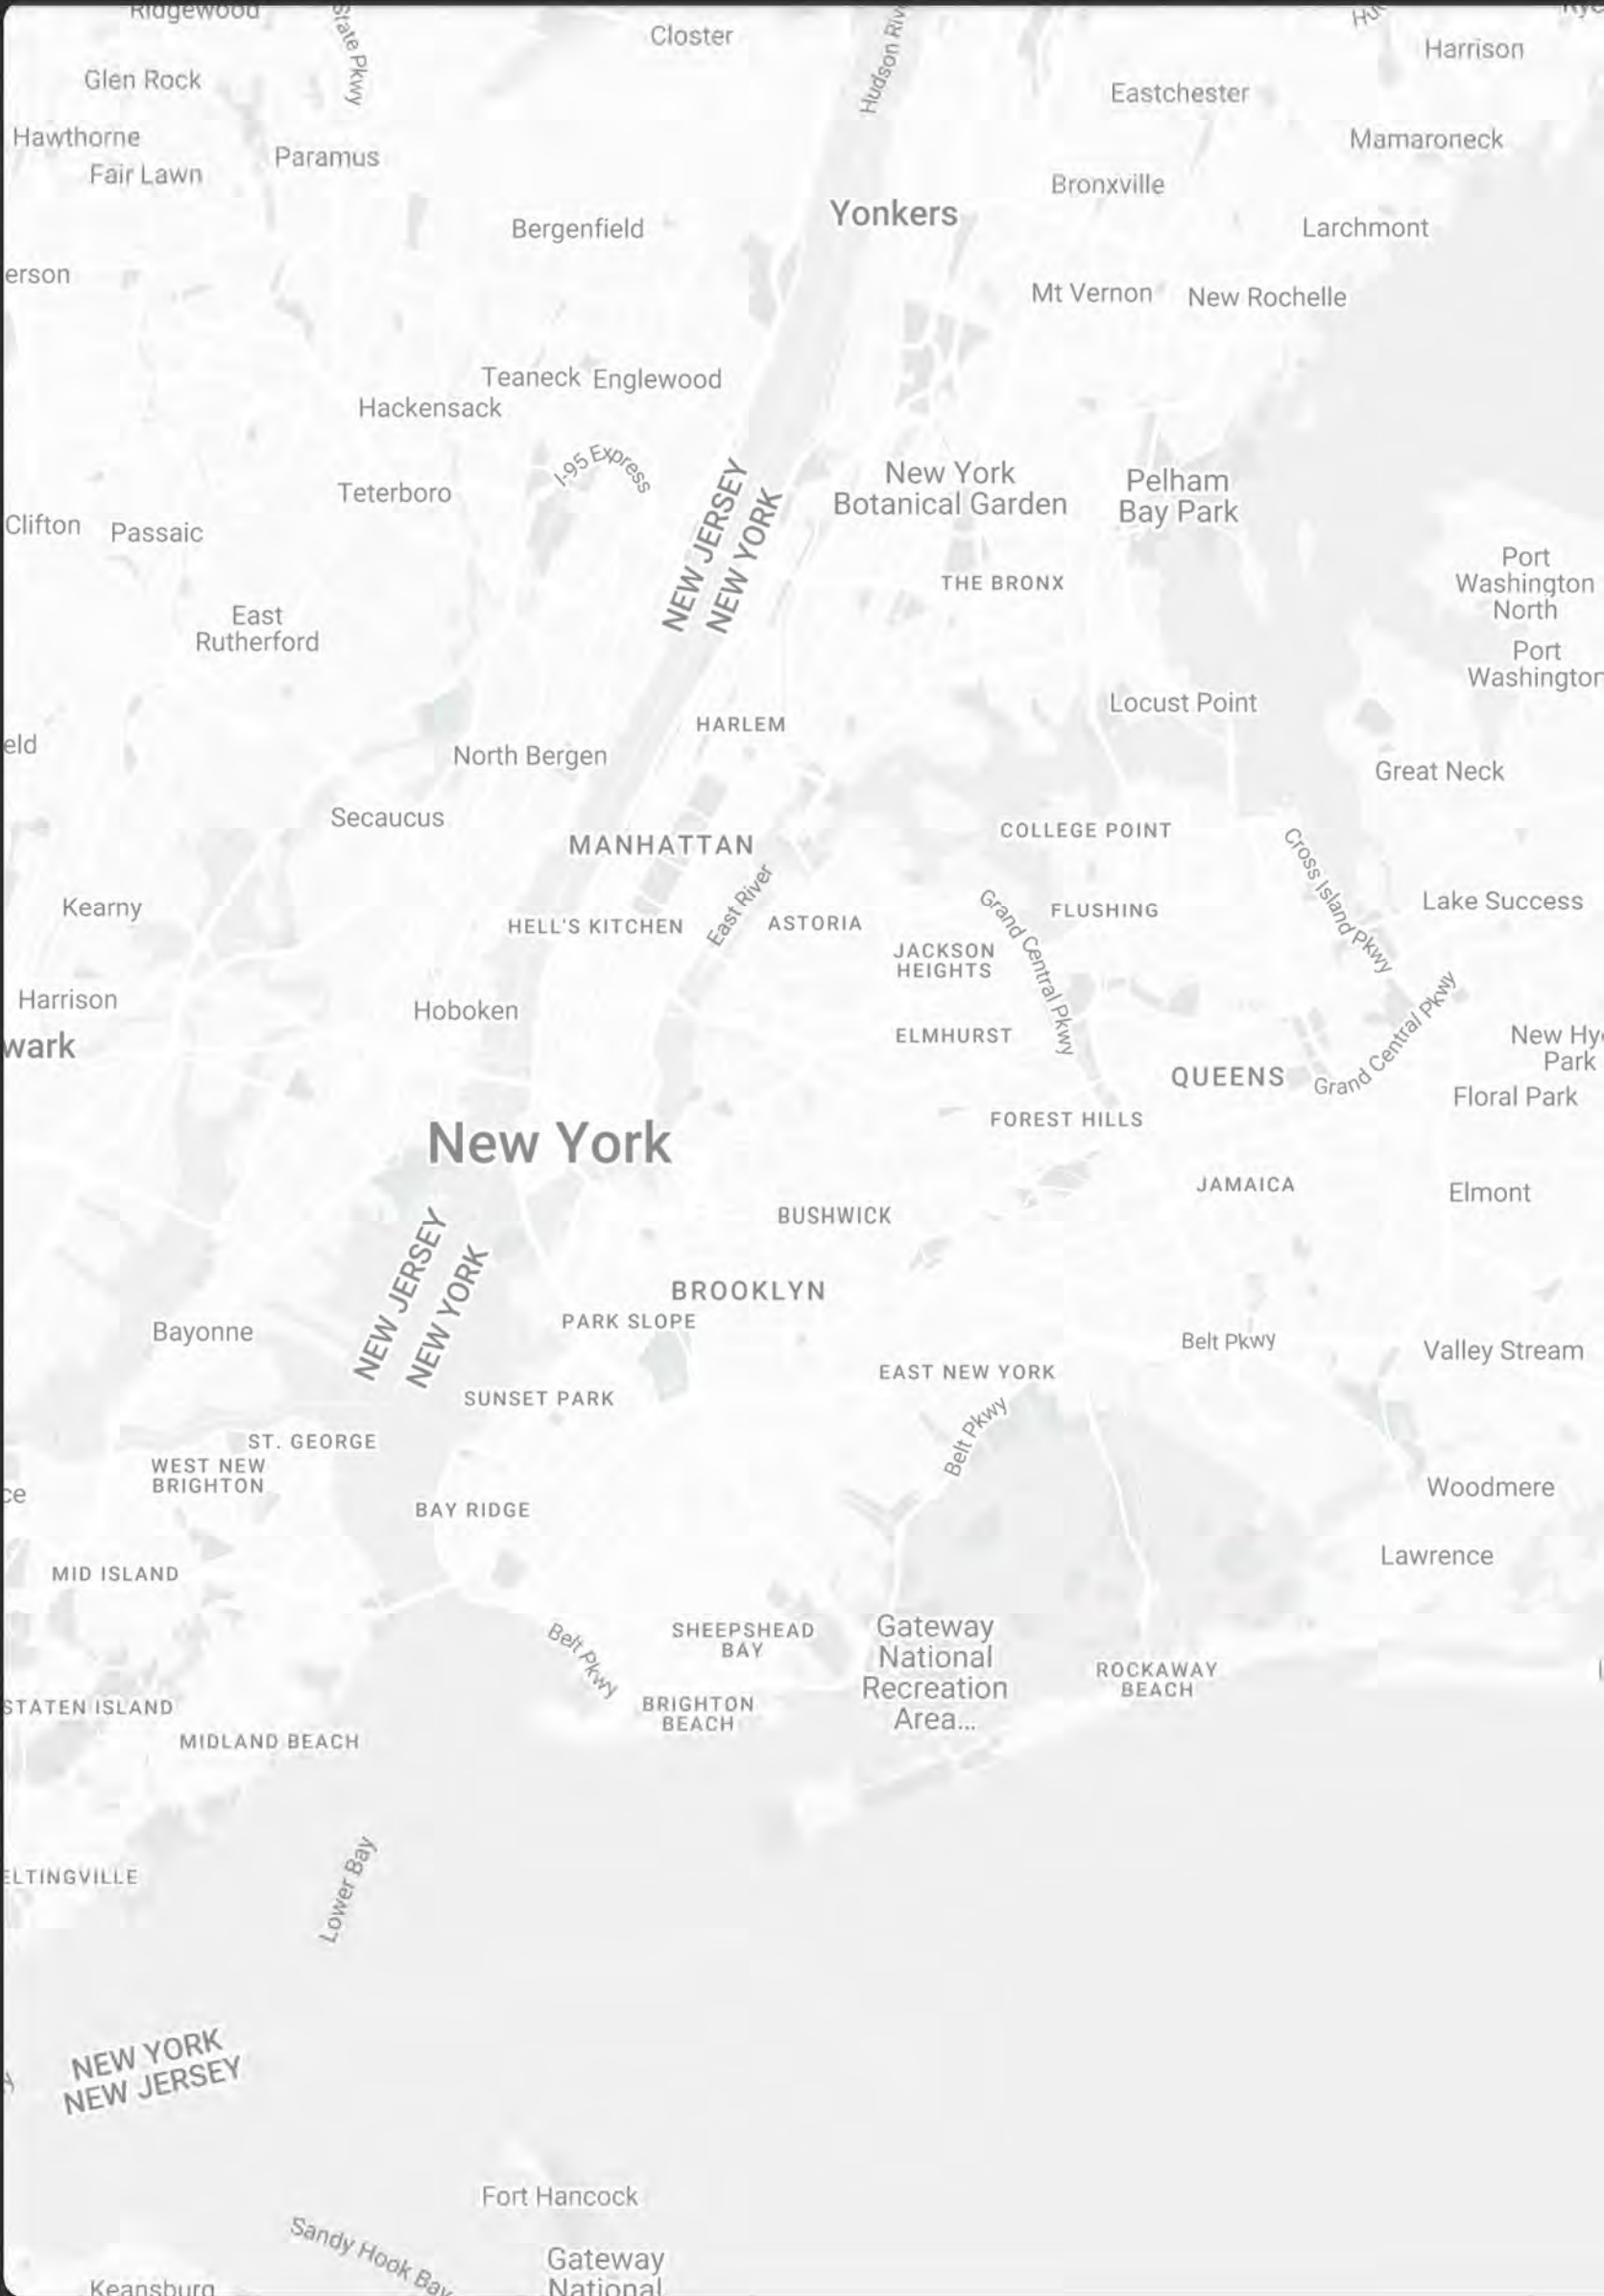 Ridgewood
State Pkwy
Closter
Hudson Riv
Hu
Harrison
Glen Rock
Eastchester
Hawthorne
Mamaroneck
Paramus
Fair Lawn
Bronxville
Yonkers
Bergenfield
Larchmont
erson
Mt Vernon
New Rochelle
Teaneck
Englewood
Hackensack
I-95 Express
New York
Botanical Garden
Pelham
Bay Park
Teterboro
NEW JERSEY
NEW YORK
Clifton
Passaic
Port
Washington
North
THE BRONX
East
Rutherford
Port
Washington
Locust Point
HARLEM
eld
North Bergen
Great Neck
Secaucus
COLLEGE POINT
MANHATTAN
Cross Island Pkwy
Kearny
East River
Grand Central Pkwy
FLUSHING
Lake Success
HELL'S KITCHEN
ASTORIA
JACKSON
HEIGHTS
Harrison
Hoboken
ELMHURST
Grand Central Pkwy
wark
New Hy
Park
QUEENS
Floral Park
FOREST HILLS
New York
JAMAICA
Elmont
BUSHWICK
NEW JERSEY
NEW YORK
BROOKLYN
PARK SLOPE
Bayonne
Belt Pkwy
Valley Stream
EAST NEW YORK
SUNSET PARK
Belt Pkwy
ST. GEORGE
WEST NEW
BRIGHTON
ce
Woodmere
BAY RIDGE
Lawrence
MID ISLAND
Belt Pkwy
SHEEPSHEAD
BAY
Gateway
National
Recreation
Area...
ROCKAWAY
BEACH
STATEN ISLAND
BRIGHTON
BEACH
MIDLAND BEACH
ELTINGVILLE
Lower Bay
NEW YORK
NEW JERSEY
Fort Hancock
Sandy Hook Bay
Gateway
National
Keansburg